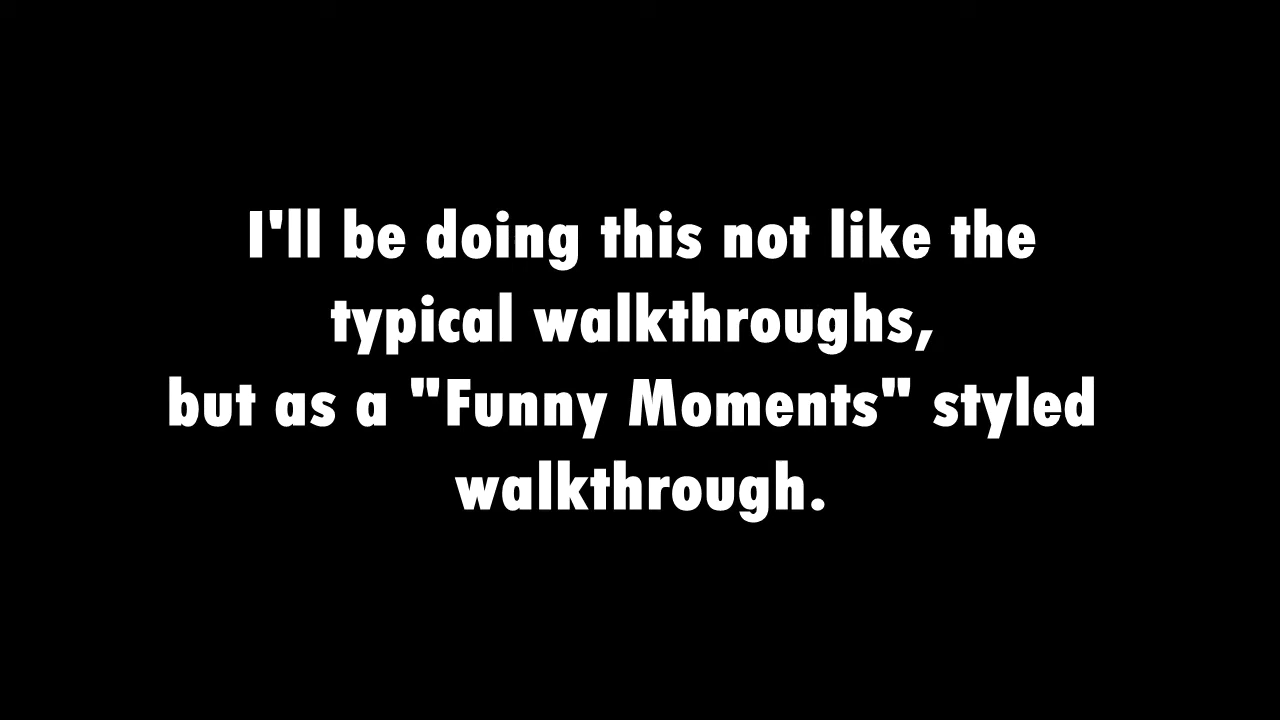 I'll be doing this not like the
typical walkthroughs,
but as a "Funny Moments" styled
walkthrough.